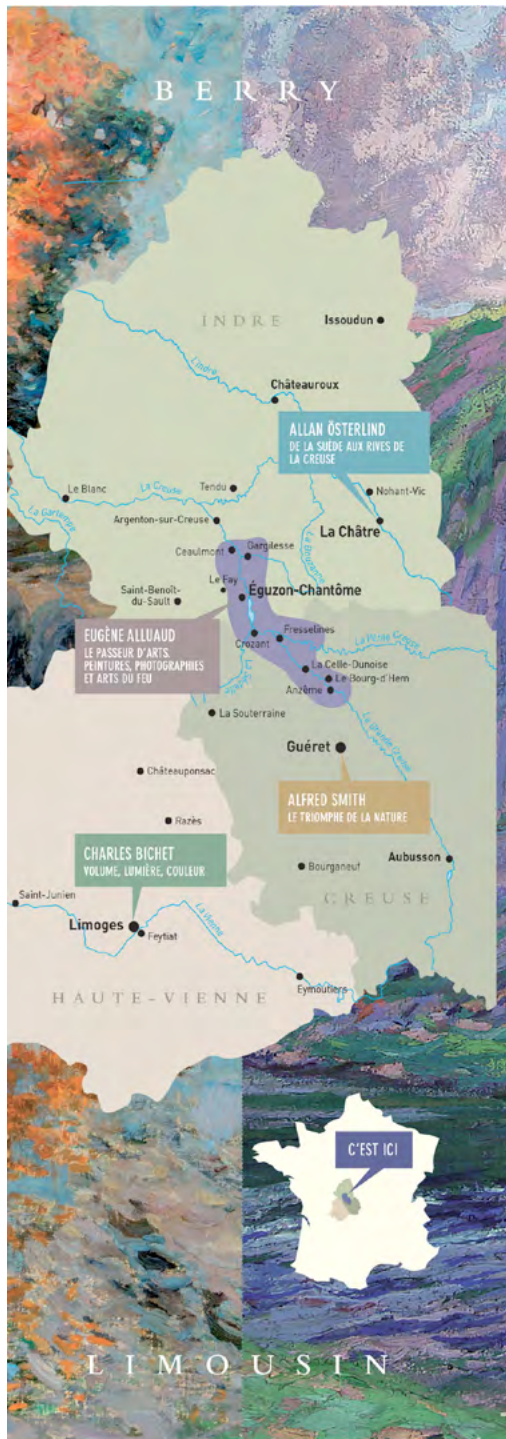 BERRY
INDRE
Issoudun
L'Indre
Châteauroux
ALLAN ÖSTERLIND
DE LA SUÈDE AUX RIVES DE
LA CREUSE
Le Blanc
La Creuse
Tendu
Nohant-Vic
La Gartempe
Argenton-sur-Creuse
La Bouzanne
La Châtre
Ceaulmont
Gargilesse
Le Fay
Saint-Benoît-
du-Sault
Éguzon-Chantôme
EUGÈNE ALLUAUD
LE PASSEUR D'ARTS.
PEINTURES, PHOTOGRAPHIES
ET ARTS DU FEU
Crozant
Fresselines
La Petite Creuse
La Sédelle
La Celle-Dunoise
Le Bourg-d'Hem
Anzême
La Souterraine
La Grande Creuse
Guéret
Châteauponsac
ALFRED SMITH
LE TRIOMPHE DE LA NATURE
Razès
CHARLES BICHET
VOLUME, LUMIÈRE, COULEUR
Aubusson
Bourganeuf
Saint-Junien
CREUSE
Limoges
La Vienne
Feytiat
Eymoutiers
HAUTE-VIENNE
C'EST ICI
LIMOUSIN